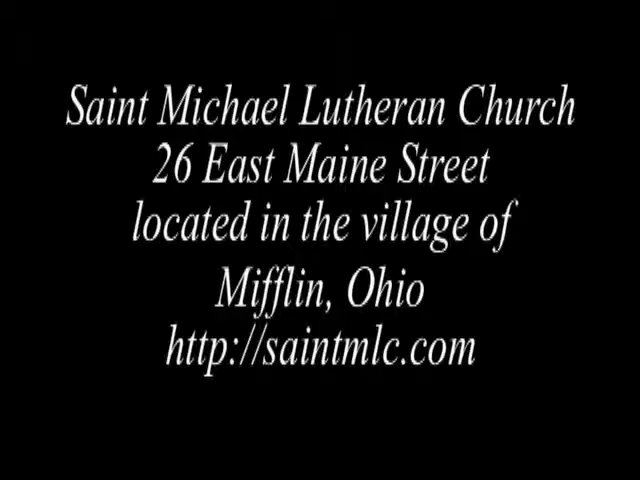 Saint Michael Lutheran Church
26 East Maine Street
located in the village of
Mifflin, Ohio
http://saintmlc.com